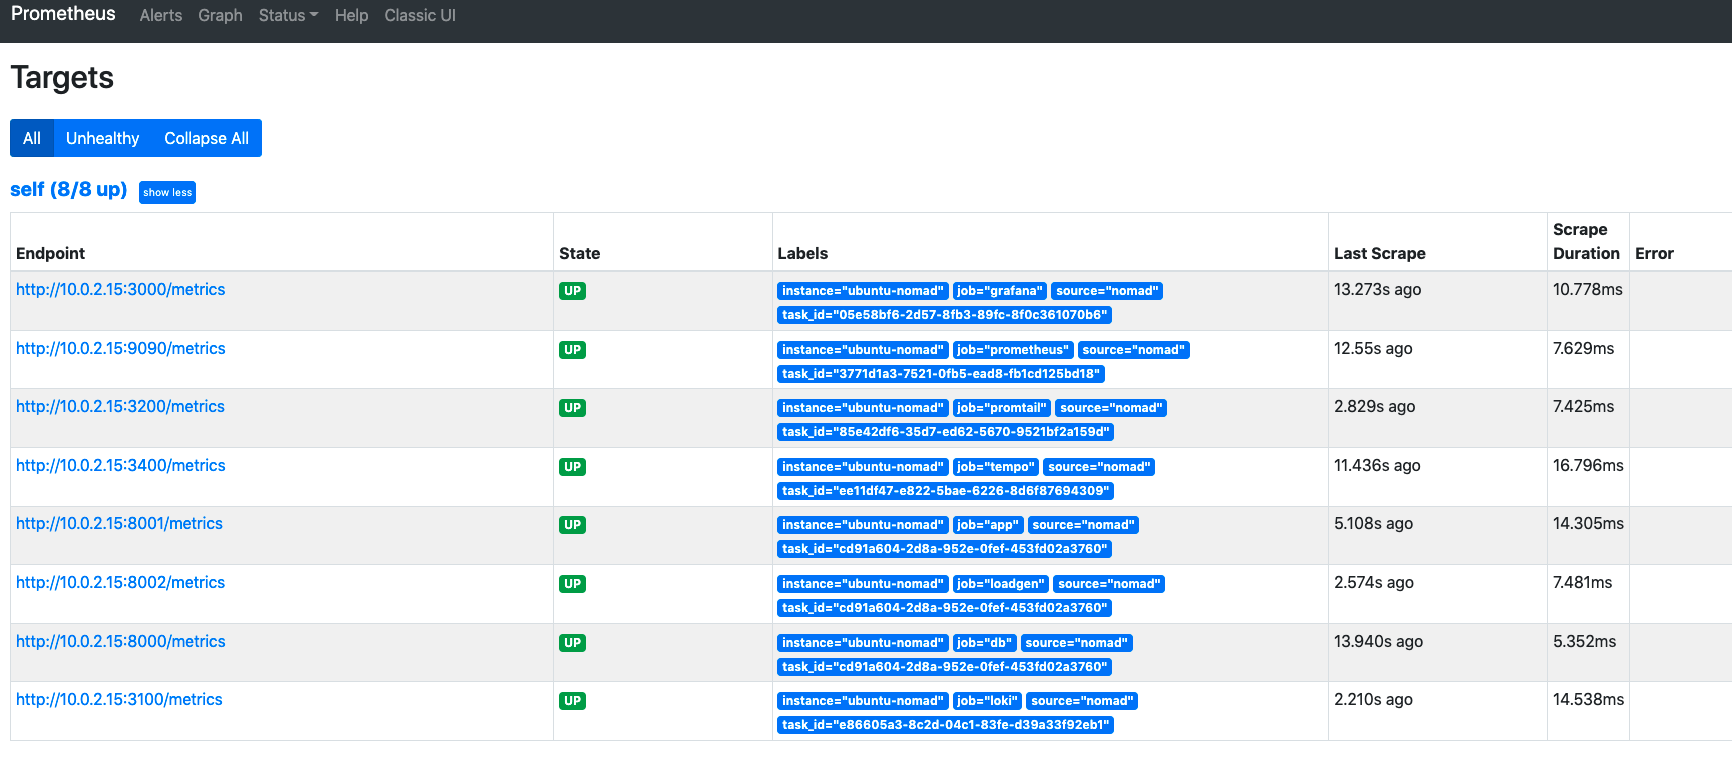 Prometheus Alerts Graph Status Help Classic UI
Targets
All Unhealthy Collapse All
self (8/8 up) show less
Endpoint State Labels Last Scrape Scrape Duration Error
http://10.0.2.15:3000/metrics UP instance="ubuntu-nomad" job="grafana" source="nomad" 13.273s ago 10.778ms
task_id="05e58bf6-2d57-8fb3-89fc-8f0c361070b6"
http://10.0.2.15:9090/metrics UP instance="ubuntu-nomad" job="prometheus" source="nomad" 12.55s ago 7.629ms
task_id="3771d1a3-7521-0fb5-ead8-fb1cd125bd18"
http://10.0.2.15:3200/metrics UP instance="ubuntu-nomad" job="promtail" source="nomad" 2.829s ago 7.425ms
task_id="85e42df6-35d7-ed62-5670-9521bf2a159d"
http://10.0.2.15:3400/metrics UP instance="ubuntu-nomad" job="tempo" source="nomad" 11.436s ago 16.796ms
task_id="ee11df47-e822-5bae-6226-8d6f87694309"
http://10.0.2.15:8001/metrics UP instance="ubuntu-nomad" job="app" source="nomad" 5.108s ago 14.305ms
task_id="cd91a604-2d8a-952e-0fef-453fd02a3760"
http://10.0.2.15:8002/metrics UP instance="ubuntu-nomad" job="loadgen" source="nomad" 2.574s ago 7.481ms
task_id="cd91a604-2d8a-952e-0fef-453fd02a3760"
http://10.0.2.15:8000/metrics UP instance="ubuntu-nomad" job="db" source="nomad" 13.940s ago 5.352ms
task_id="cd91a604-2d8a-952e-0fef-453fd02a3760"
http://10.0.2.15:3100/metrics UP instance="ubuntu-nomad" job="loki" source="nomad" 2.210s ago 14.538ms
task_id="e86605a3-8c2d-04c1-83fe-d39a33f92eb1"